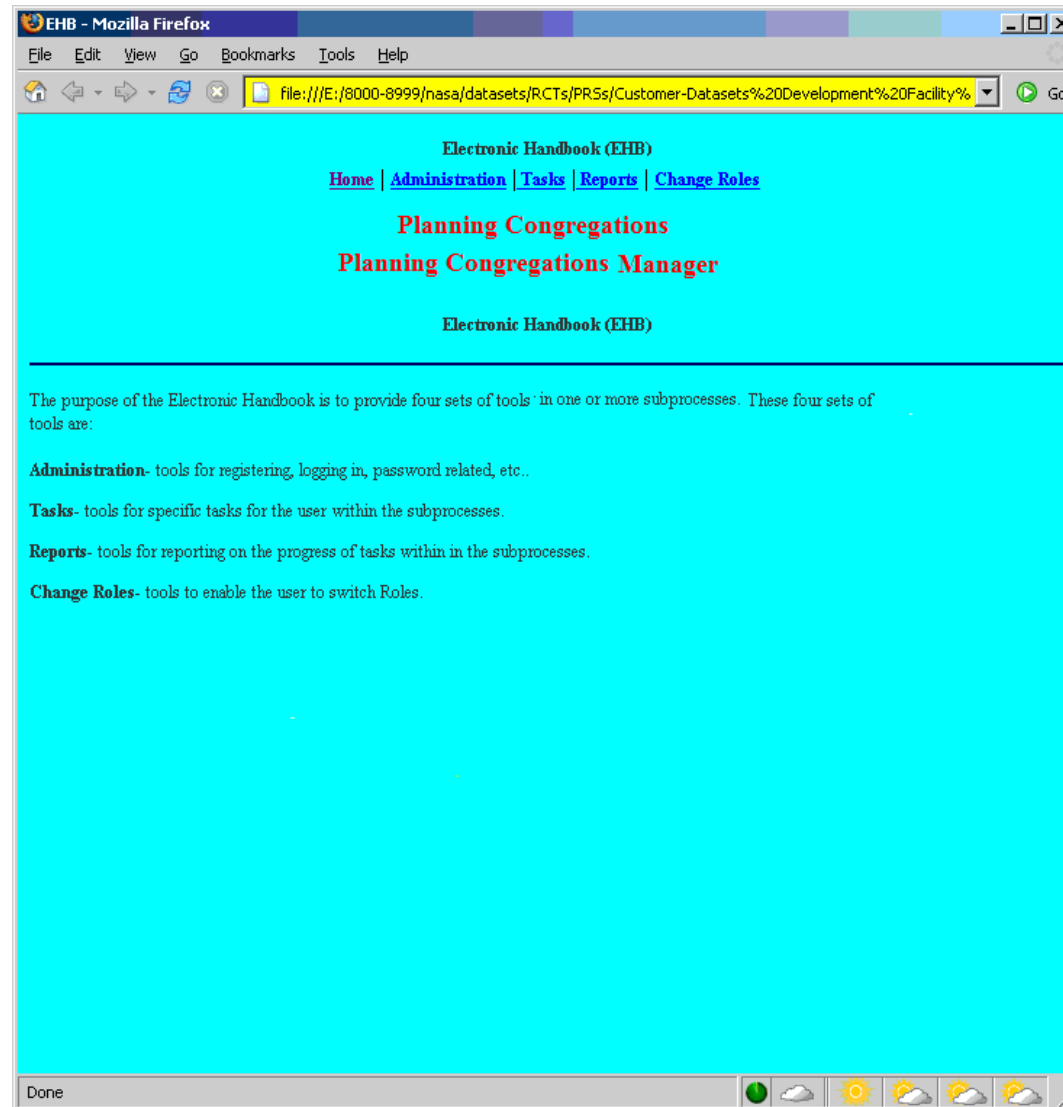 EHB - Mozilla Firefox
File Edit View Go Bookmarks Tools Help
file:///E:/8000-8999/nasa/datasets/RCTs/PRSs/Customer-Datasets%20Development%20Facility% Go
Electronic Handbook (EHB)
Home | Administration | Tasks | Reports | Change Roles
Planning Congregations
Planning Congregations Manager
Electronic Handbook (EHB)
The purpose of the Electronic Handbook is to provide four sets of tools in one or more subprocesses. These four sets of
tools are:
Administration- tools for registering, logging in, password related, etc..
Tasks- tools for specific tasks for the user within the subprocesses.
Reports- tools for reporting on the progress of tasks within in the subprocesses.
Change Roles- tools to enable the user to switch Roles.
Done